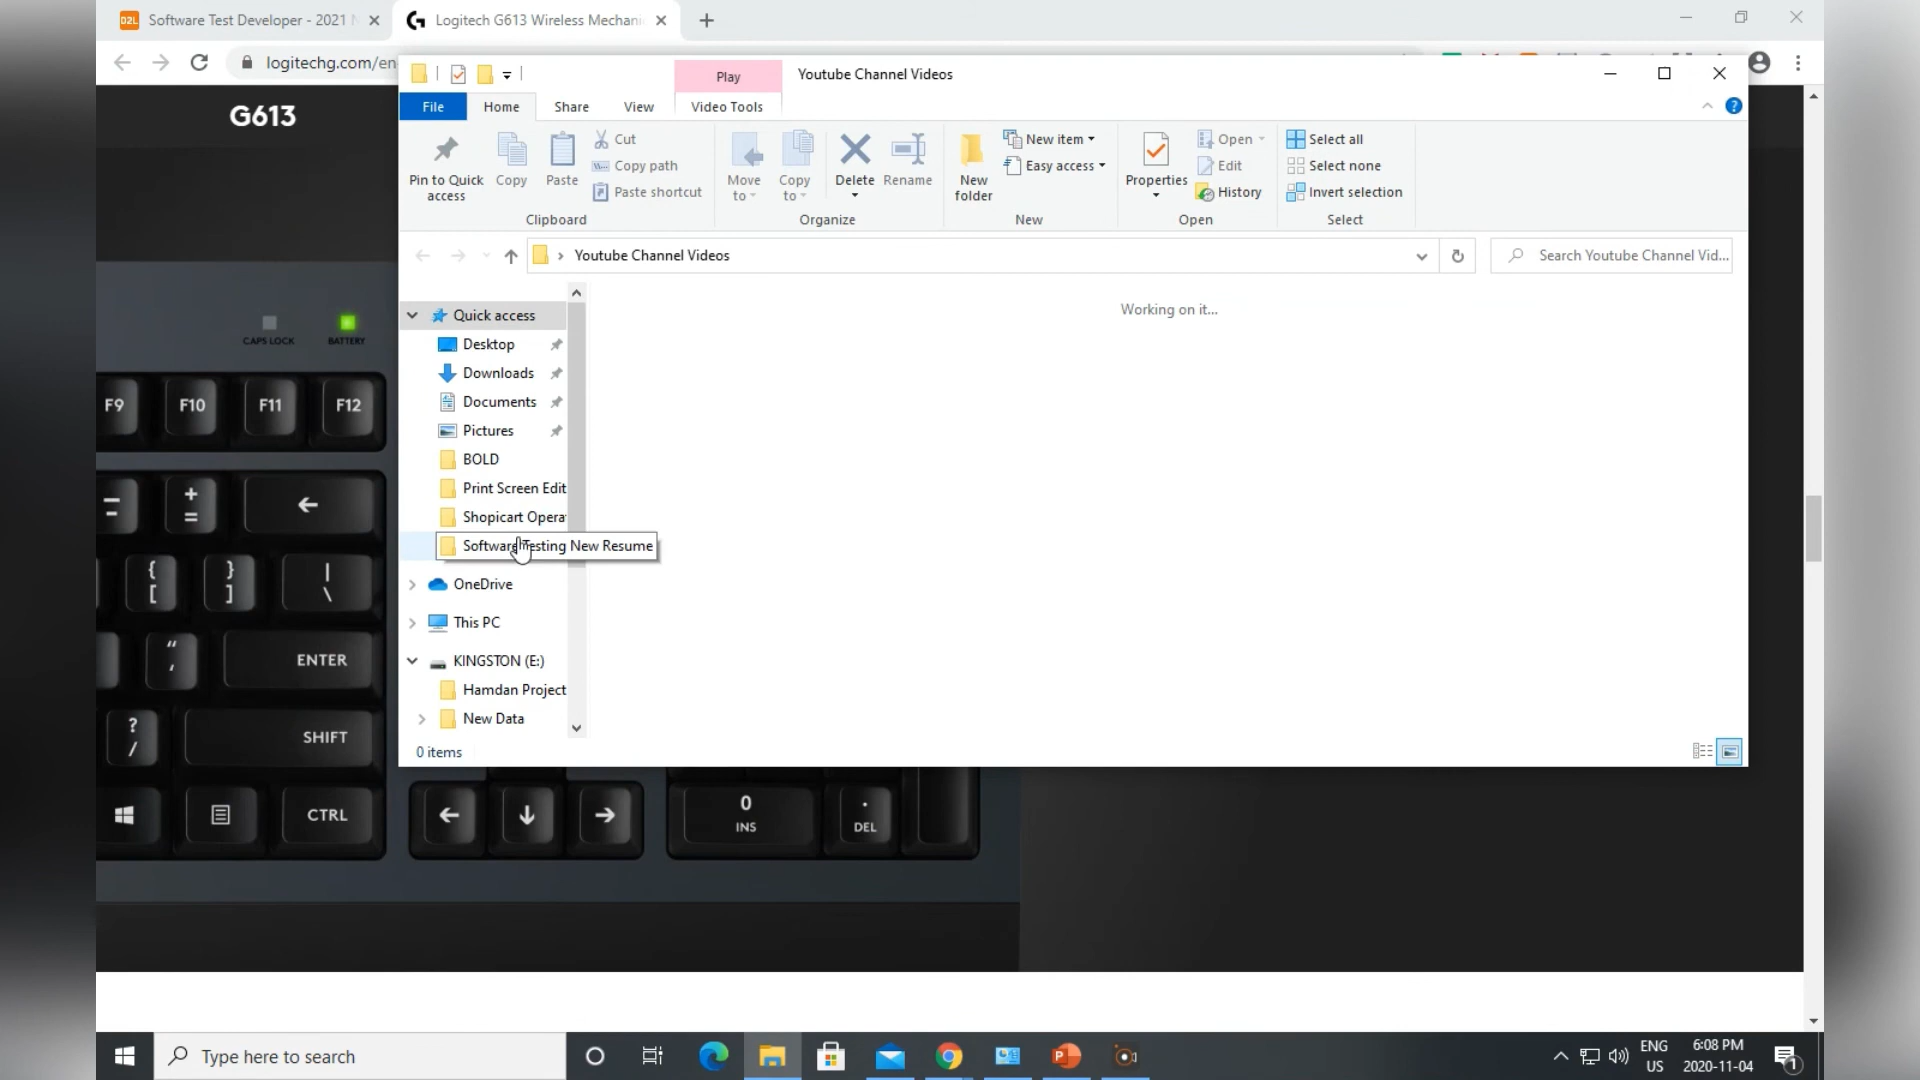 D2L Software Test Developer - 2021 N
Logitech G613 Wireless Mechani
logitechg.com/en
G613
Play
Youtube Channel Videos
File
Home
Share
View
Video Tools
Pin to Quick access
Copy
Paste
Cut
Copy path
Paste shortcut
Clipboard
Move to
Copy to
Delete
Rename
Organize
New folder
New item
Easy access
New
Properties
Open
Edit
History
Open
Select all
Select none
Invert selection
Select
Youtube Channel Videos
Search Youtube Channel Vid...
Working on it...
Quick access
Desktop
Downloads
Documents
Pictures
BOLD
Print Screen Edit
Shopicart Opera
Software Testing New Resume
OneDrive
This PC
KINGSTON (E:)
Hamdan Project
New Data
0 items
CAPS LOCK
BATTERY
F9
F10
F11
F12
- =
+ =
←
{ [
} ]
| \
“ ,
ENTER
? /
SHIFT
CTRL
← ↓ →
0 INS
. DEL
Type here to search
ENG US
6:08 PM
2020-11-04
1